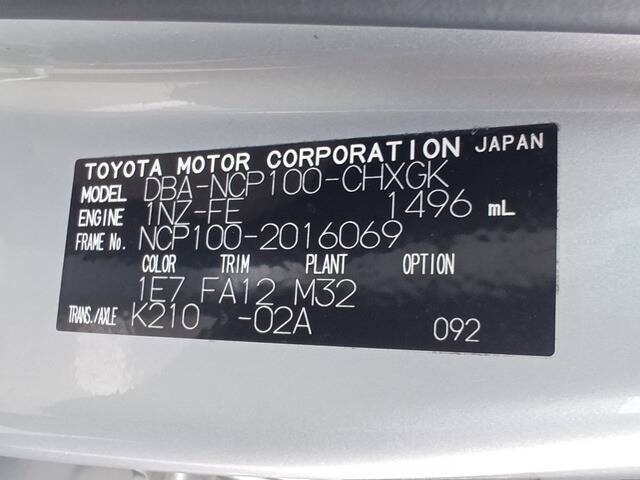 TOYOTA MOTOR CORPORATION JAPAN
MODEL DBA-NCP100-CHXGK
ENGINE 1NZ-FE 1496 mL
FRAME No. NCP100-2016069
COLOR TRIM PLANT OPTION
1E7 FA12 M32
TRANS./AXLE K210 -02A 092